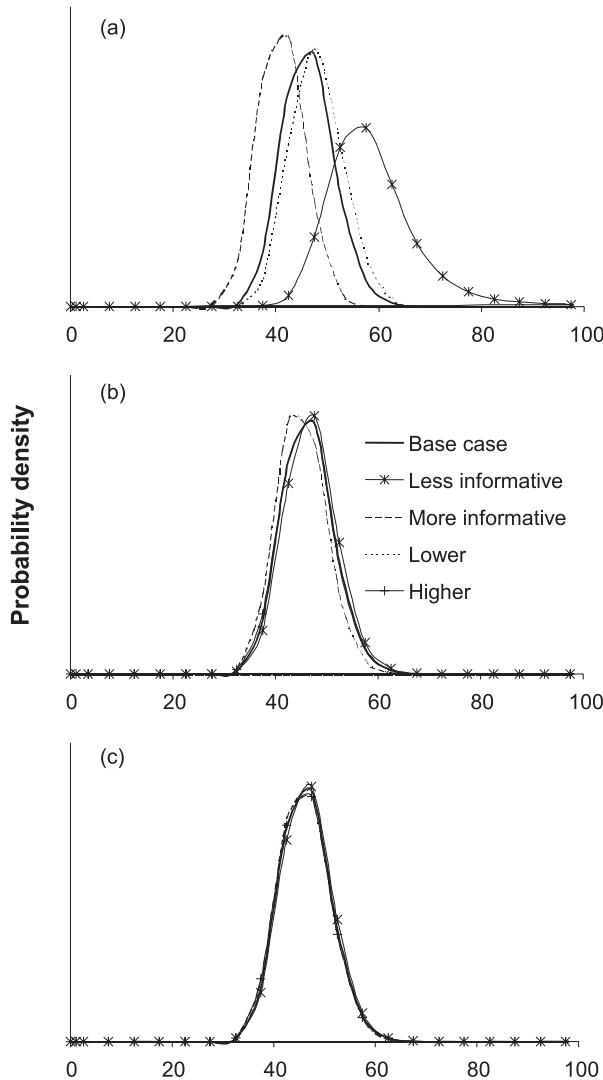 (a)
0 20 40 60 80 100
(b)
Probability density
Base case
Less informative
More informative
Lower
Higher
0 20 40 60 80 100
(c)
0 20 40 60 80 100